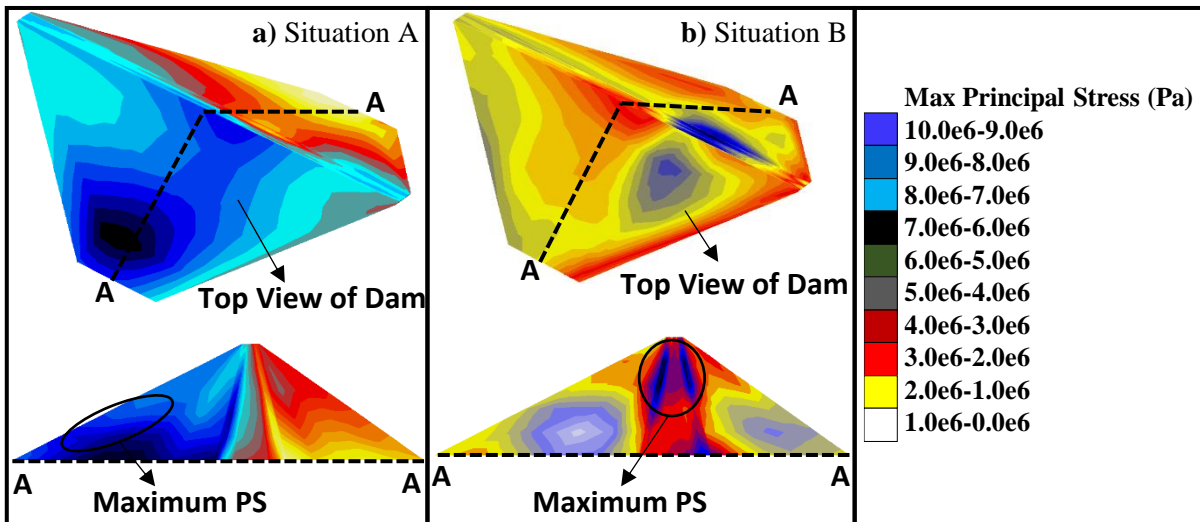 a) Situation A
A
A
Top View of Dam
A
A
Maximum PS
b) Situation B
A
A
Top View of Dam
A
A
Maximum PS
Max Principal Stress (Pa)
10.0e6-9.0e6
9.0e6-8.0e6
8.0e6-7.0e6
7.0e6-6.0e6
6.0e6-5.0e6
5.0e6-4.0e6
4.0e6-3.0e6
3.0e6-2.0e6
2.0e6-1.0e6
1.0e6-0.0e6